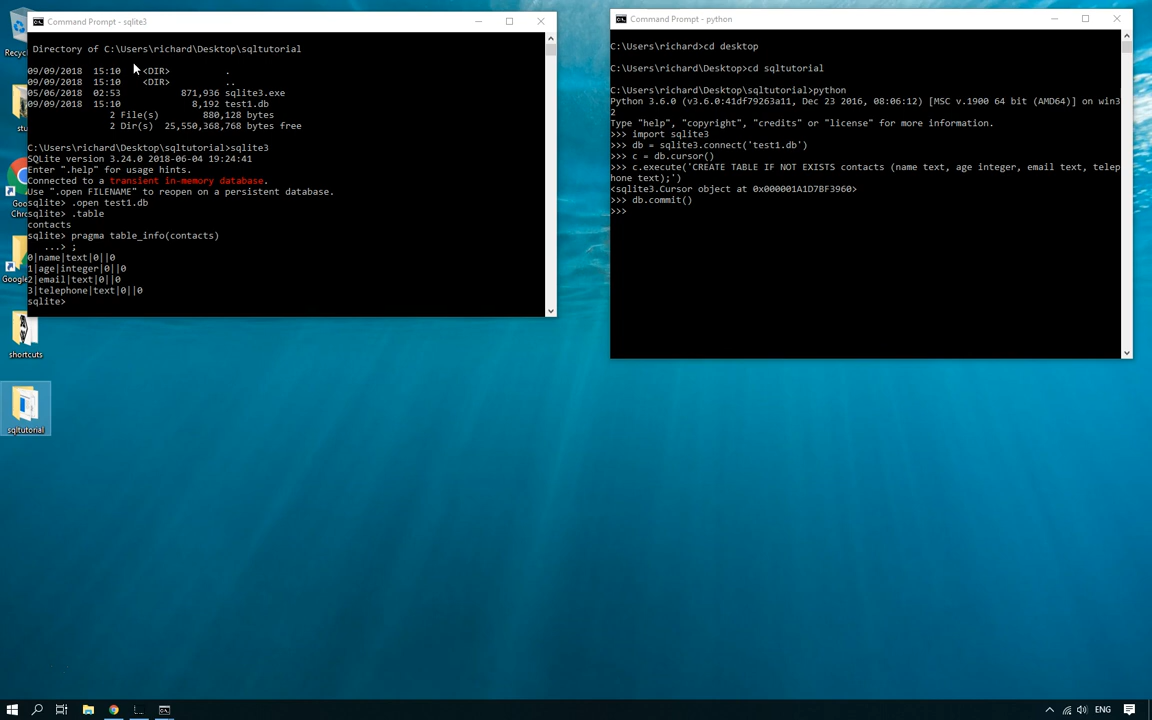 Command Prompt - sqlite3
Directory of C:\Users\richard\Desktop\sqltutorial
09/09/2018  15:10    <DIR>          .
09/09/2018  15:10    <DIR>          ..
05/06/2018  02:53           871,936 sqlite3.exe
09/09/2018  15:10             8,192 test1.db
2 File(s)        880,128 bytes
2 Dir(s)  25,550,368,768 bytes free
C:\Users\richard\Desktop\sqltutorial>sqlite3
SQLite version 3.24.0 2018-06-04 19:24:41
Enter ".help" for usage hints.
Connected to a transient in-memory database.
Use ".open FILENAME" to reopen on a persistent database.
sqlite> .open test1.db
sqlite> .table
contacts
sqlite> pragma table_info(contacts)
...> ;
0|name|text|0||0
1|age|integer|0||0
2|email|text|0||0
3|telephone|text|0||0
sqlite>
Command Prompt - python
C:\Users\richard>cd desktop
C:\Users\richard\Desktop>cd sqltutorial
C:\Users\richard\Desktop\sqltutorial>python
Python 3.6.0 (v3.6.0:41df79263a11, Dec 23 2016, 08:06:12) [MSC v.1900 64 bit (AMD64)] on win3
2
Type "help", "copyright", "credits" or "license" for more information.
>>> import sqlite3
>>> db = sqlite3.connect('test1.db')
>>> c = db.cursor()
>>> c.execute('CREATE TABLE IF NOT EXISTS contacts (name text, age integer, email text, telep
hone text);')
<sqlite3.Cursor object at 0x000001A1D7BF3960>
>>> db.commit()
>>>
Recyc
stu
Goo
Google
shortcuts
sqltutorial
ENG